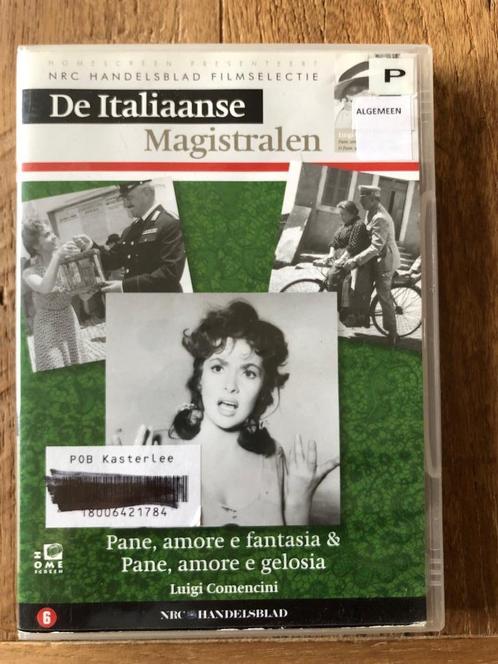 HOMESCREEN PRESENTEERT
NRC HANDELSBLAD FILMSELECTIE
P
De Italiaanse
ALGEMEEN
Magistralen
POB Kasterlee
18006421784
Pane, amore e fantasia &
Pane, amore e gelosia
Luigi Comencini
HOME
SCREEN
6
NRC HANDELSBLAD